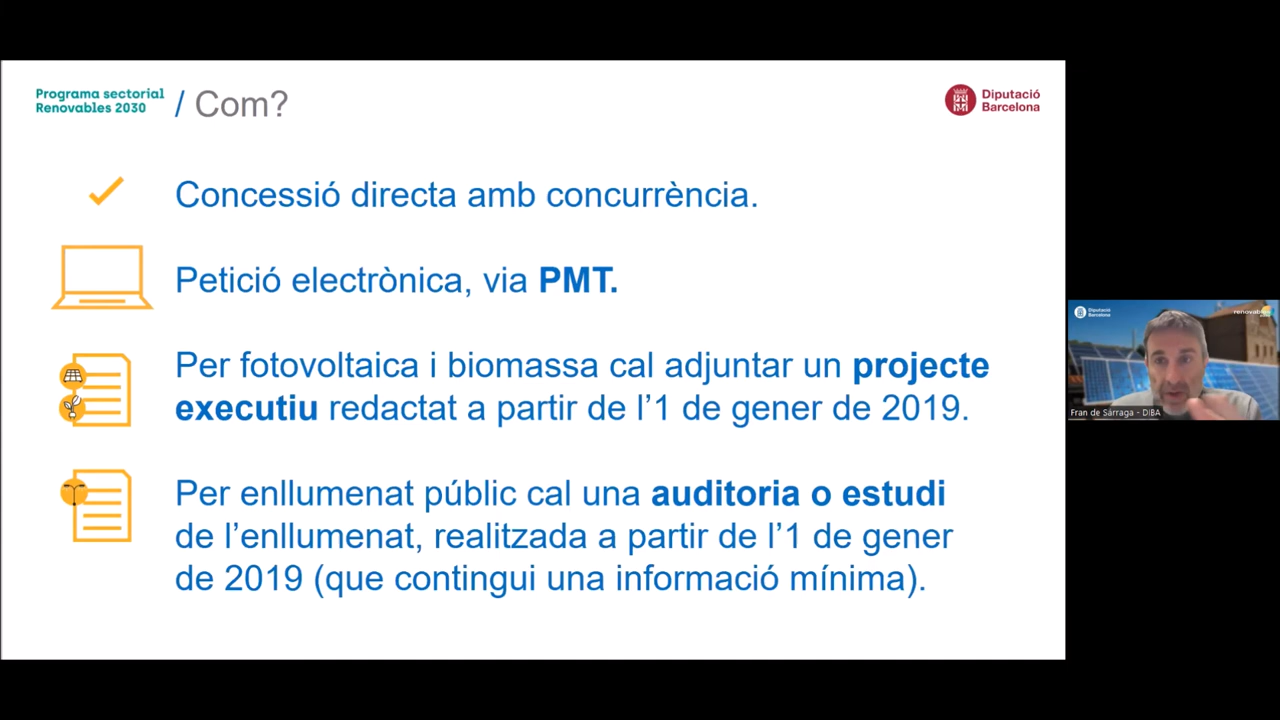 Programa sectorial
Renovables 2030
/ Com?
Diputació
Barcelona
Concessió directa amb concurrència.
Petició electrònica, via PMT.
Per fotovoltaica i biomassa cal adjuntar un projecte
executiu redactat a partir de l’1 de gener de 2019.
Per enllumenat públic cal una auditoria o estudi
de l’enllumenat, realitzada a partir de l’1 de gener
de 2019 (que contingui una informació mínima).
Diputació
Barcelona
renovables
Fran de Sárraga - DIBA